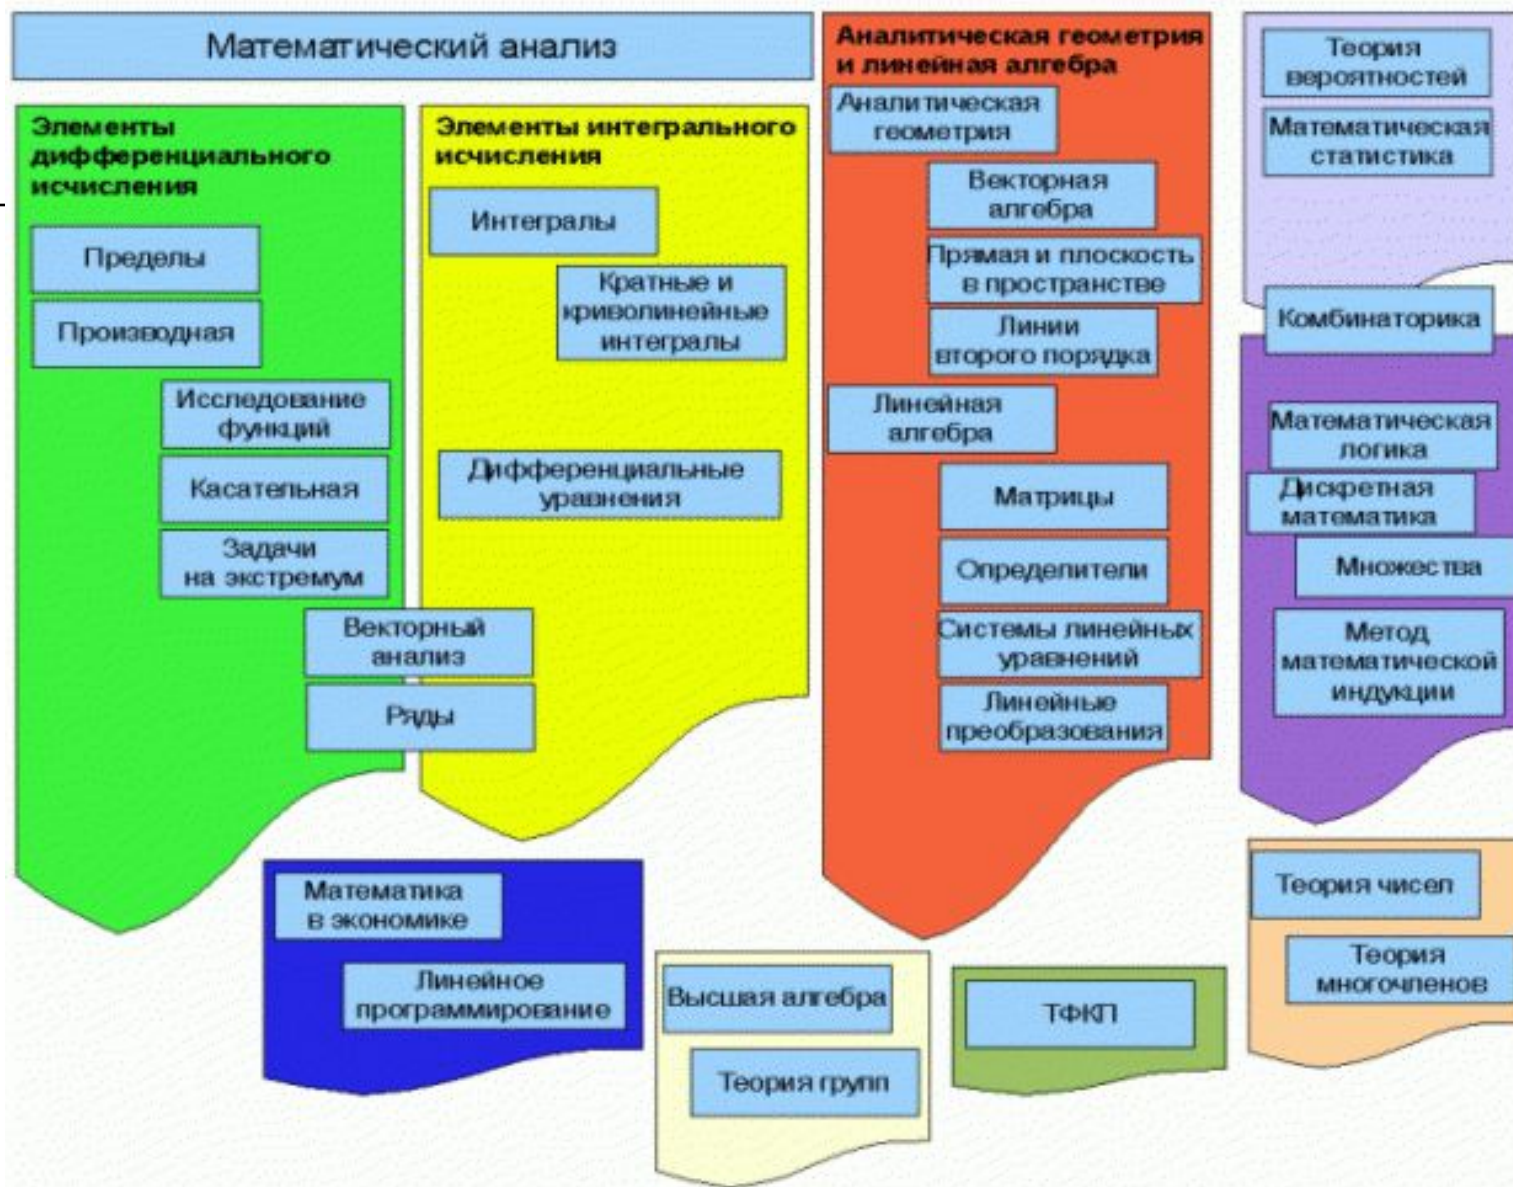 Математический анализ
Элементы
дифференциального
исчисления
Пределы
Производная
Исследование
функций
Касательная
Задачи
на экстремум
Векторный
анализ
Ряды
Элементы интегрального
исчисления
Интегралы
Кратные и
криволинейные
интегралы
Дифференциальные
уравнения
Аналитическая геометрия
и линейная алгебра
Аналитическая
геометрия
Векторная
алгебра
Прямая и плоскость
в пространстве
Линии
второго порядка
Линейная
алгебра
Матрицы
Определители
Системы линейных
уравнений
Линейные
преобразования
Теория
вероятностей
Математическая
статистика
Комбинаторика
Математическая
логика
Дискретная
математика
Множества
Метод
математической
индукции
Математика
в экономике
Линейное
программирование
Высшая алгебра
Теория групп
ТФКП
Теория чисел
Теория
многочленов